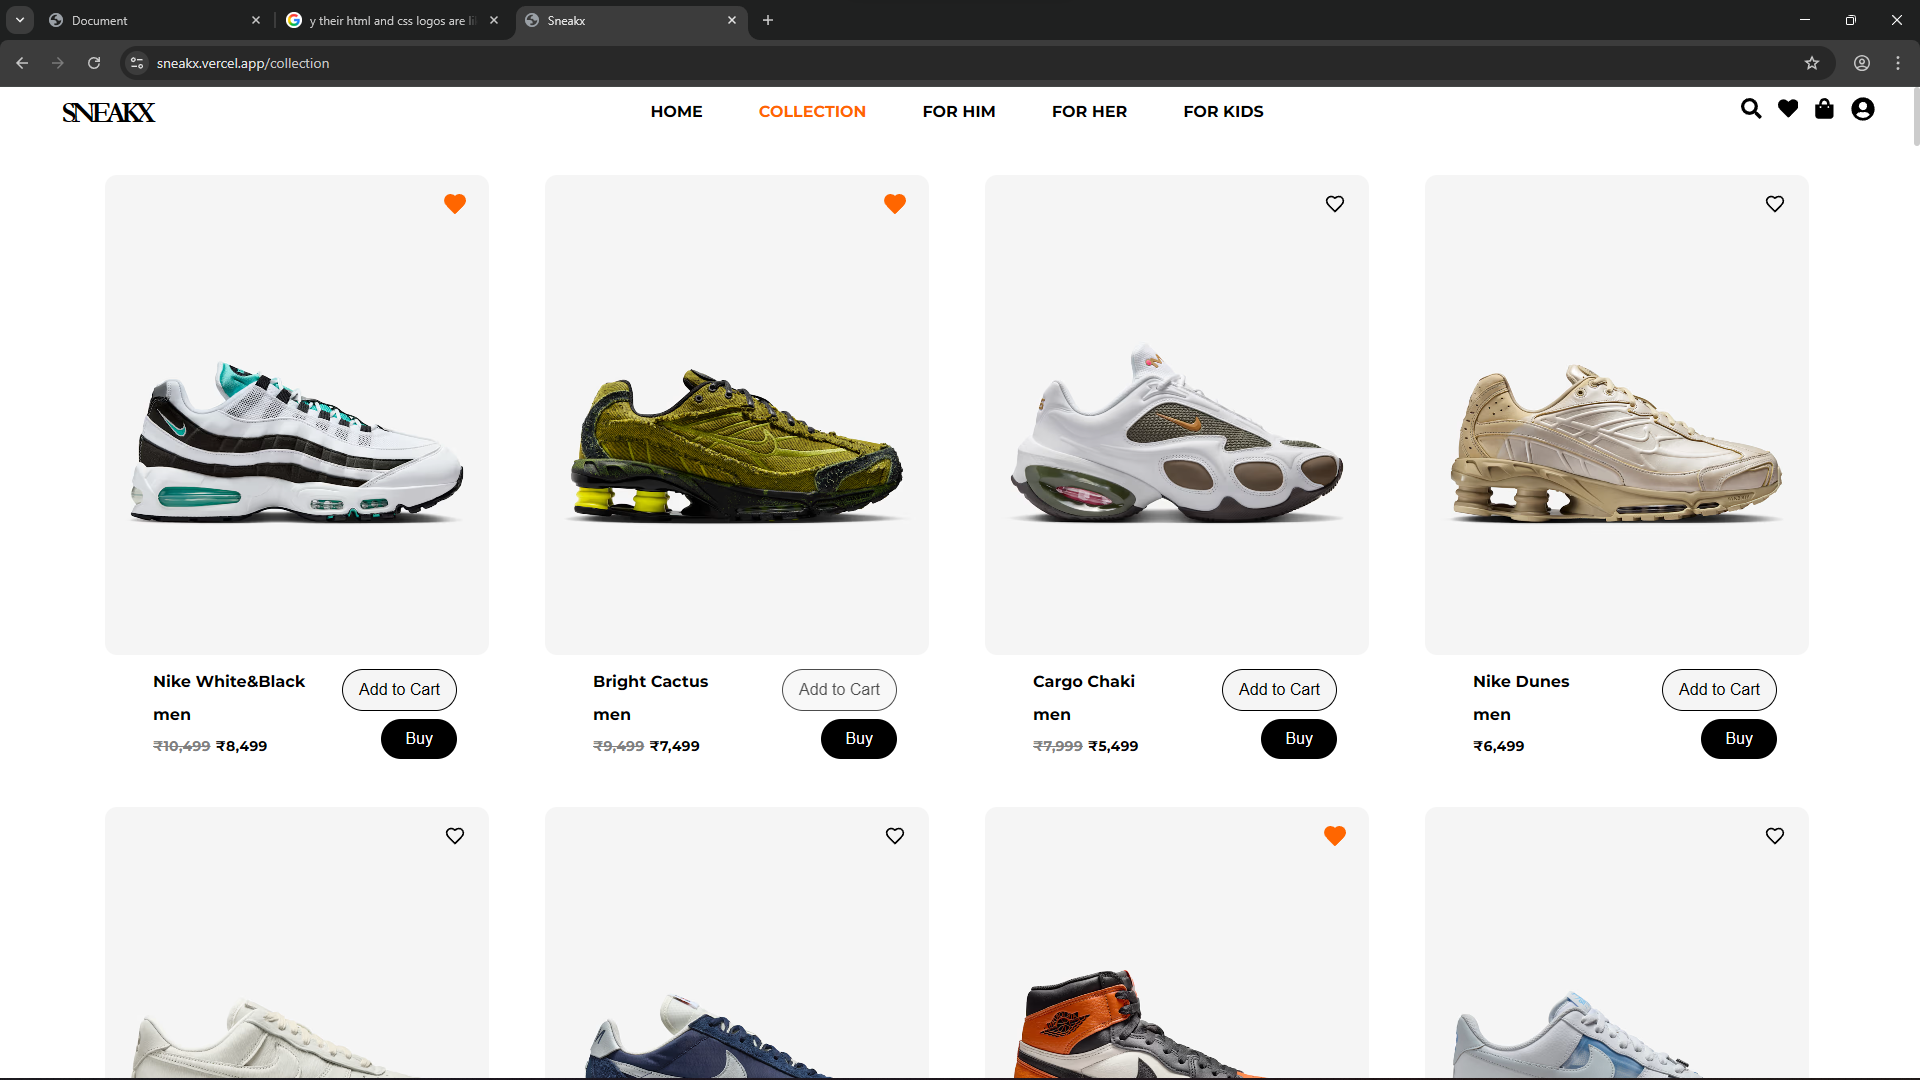 Document
y their html and css logos are li
Sneakx
sneakx.vercel.app/collection
SNEAKX
HOME
COLLECTION
FOR HIM
FOR HER
FOR KIDS
Nike White&Black
Add to Cart
men
₹10,499 ₹8,499
Buy
Bright Cactus
Add to Cart
men
₹9,499 ₹7,499
Buy
Cargo Chaki
Add to Cart
men
₹7,999 ₹5,499
Buy
Nike Dunes
Add to Cart
men
₹6,499
Buy